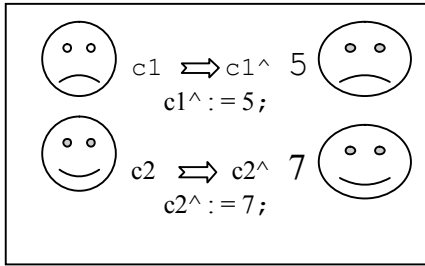 c1 ⇒ c1^ 5
c1^ := 5;
c2 ⇒ c2^ 7
c2^ := 7;